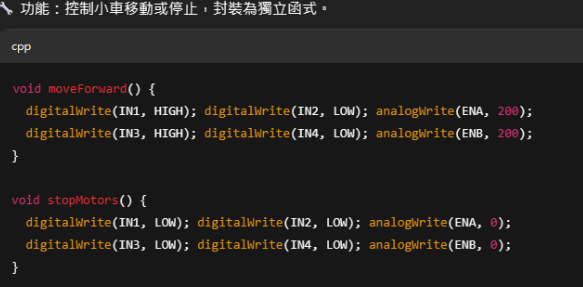 🔧 功能：控制小車移動或停止，封裝為獨立函式。
cpp
void moveForward() {
  digitalWrite(IN1, HIGH); digitalWrite(IN2, LOW); analogWrite(ENA, 200);
  digitalWrite(IN3, HIGH); digitalWrite(IN4, LOW); analogWrite(ENB, 200);
}
void stopMotors() {
  digitalWrite(IN1, LOW); digitalWrite(IN2, LOW); analogWrite(ENA, 0);
  digitalWrite(IN3, LOW); digitalWrite(IN4, LOW); analogWrite(ENB, 0);
}